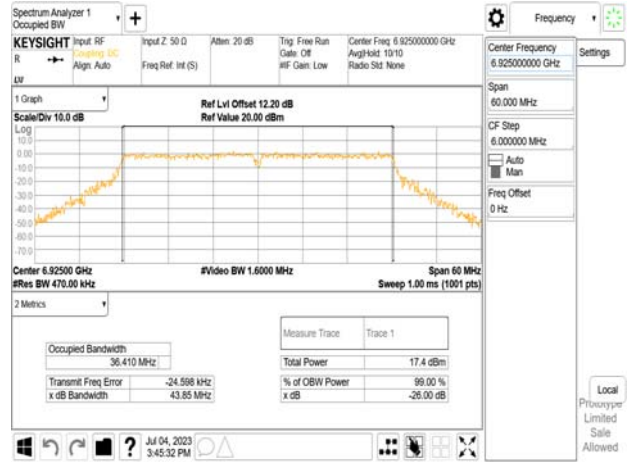 Spectrum Analyzer 1
Occupied BW
Frequency
KEYSIGHT Input: RF Input Z: 50 Ω Atten: 20 dB Trig: Free Run Center Freq: 6.925000000 GHz
R Coupling: DC Gate: Off Avg|Hold: 10/10
Align: Auto Freq Ref: Int (S) #IF Gain: Low Radio Std: None
LXI
Center Frequency
6.925000000 GHz
Settings
Span
60.000 MHz
CF Step
6.000000 MHz
Auto
Man
Freq Offset
0 Hz
1 Graph
Scale/Div 10.0 dB
Ref Lvl Offset 12.20 dB
Ref Value 20.00 dBm
Log
10.0
0.00
-10.0
-20.0
-30.0
-40.0
-50.0
-60.0
-70.0
Center 6.92500 GHz #Video BW 1.6000 MHz Span 60 MHz
#Res BW 470.00 kHz Sweep 1.00 ms (1001 pts)
2 Metrics
Measure Trace Trace 1
Occupied Bandwidth
36.410 MHz
Total Power 17.4 dBm
Transmit Freq Error -24.598 kHz % of OBW Power 99.00 %
x dB Bandwidth 43.85 MHz x dB -26.00 dB
Local
Prototype
Limited
Sale
Allowed
?
Jul 04, 2023
3:45:32 PM